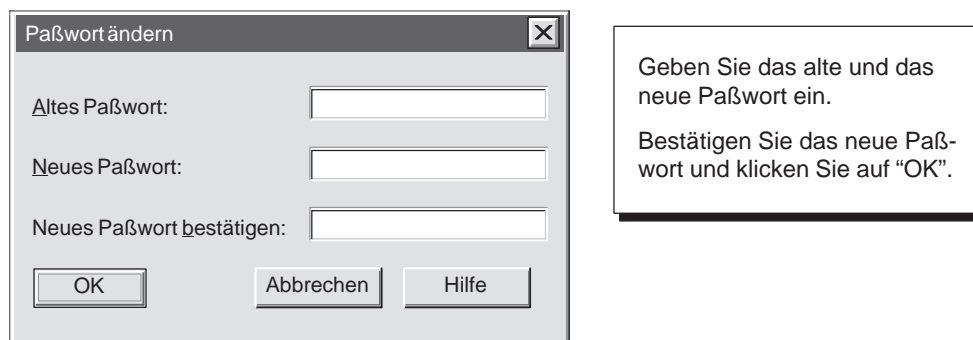 Paßwort ändern
Altes Paßwort:
Neues Paßwort:
Neues Paßwort bestätigen:
OK
Abbrechen
Hilfe
Geben Sie das alte und das
neue Paßwort ein.
Bestätigen Sie das neue Paß-
wort und klicken Sie auf “OK”.